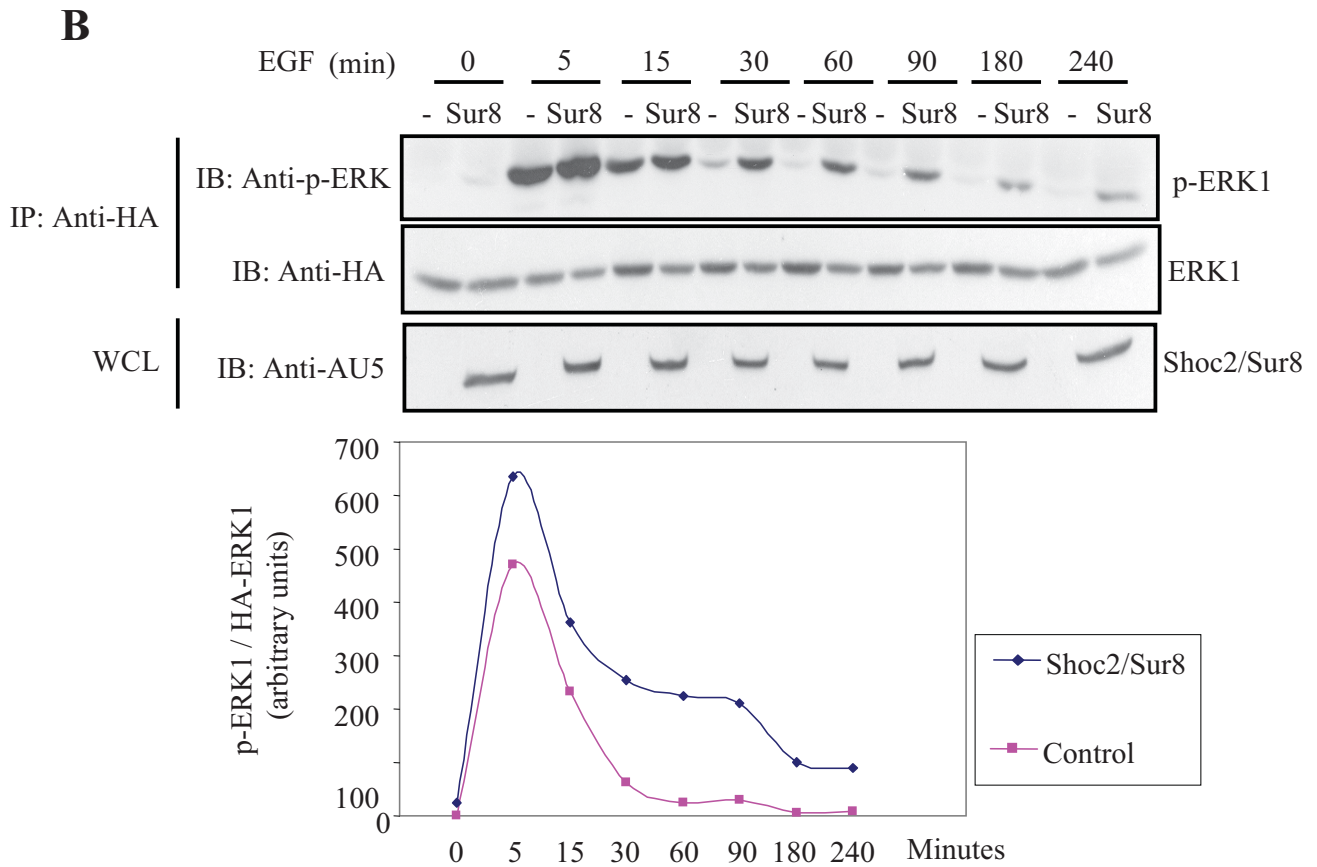 B
EGF (min) 0 5 15 30 60 90 180 240
- Sur8 - Sur8 - Sur8 - Sur8 -Sur8 - Sur8 - Sur8 - Sur8
IP: Anti-HA
IB: Anti-p-ERK
p-ERK1
IB: Anti-HA
ERK1
WCL
IB: Anti-AU5
Shoc2/Sur8
p-ERK1 / HA-ERK1
(arbitrary units)
700
600
500
400
300
200
100
0
0 5 15 30 60 90 180 240 Minutes
Shoc2/Sur8
Control